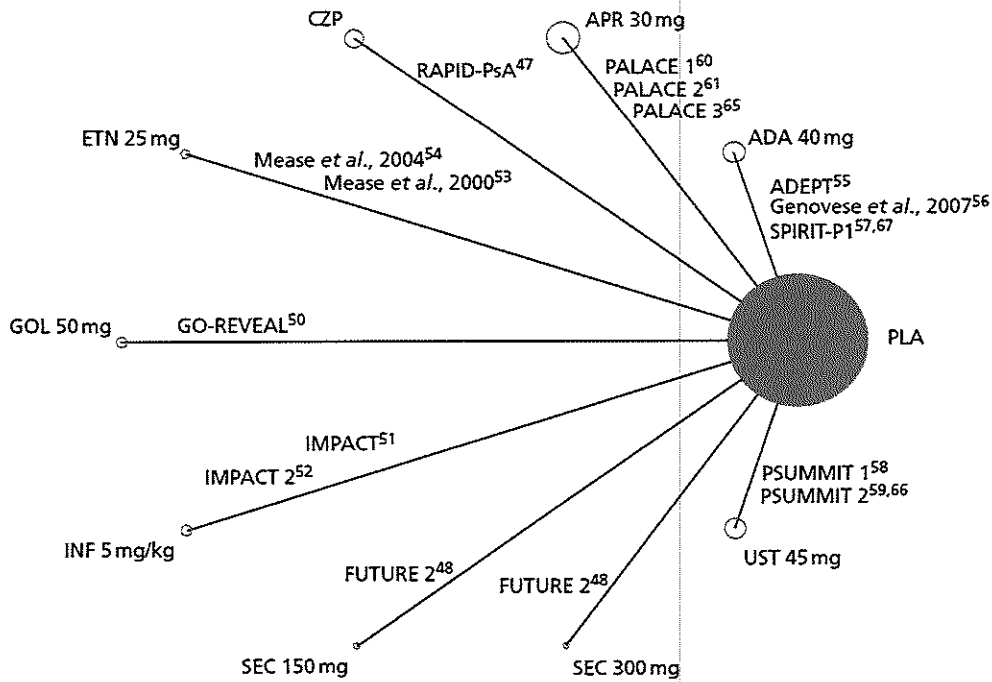 CZP
APR 30 mg
RAPID-PsA⁴⁷
PALACE 1⁶⁰
PALACE 2⁶¹
PALACE 3⁶⁵
ETN 25 mg
ADA 40 mg
Mease et al., 2004⁵⁴
Mease et al., 2000⁵³
ADEPT⁵⁵
Genovese et al., 2007⁵⁶
SPIRIT-P1⁵⁷,⁶⁷
GOL 50 mg
GO-REVEAL⁵⁰
PLA
IMPACT⁵¹
IMPACT 2⁵²
PSUMMIT 1⁵⁸
PSUMMIT 2⁵⁹,⁶⁶
INF 5 mg/kg
UST 45 mg
FUTURE 2⁴⁸
FUTURE 2⁴⁸
SEC 150 mg
SEC 300 mg